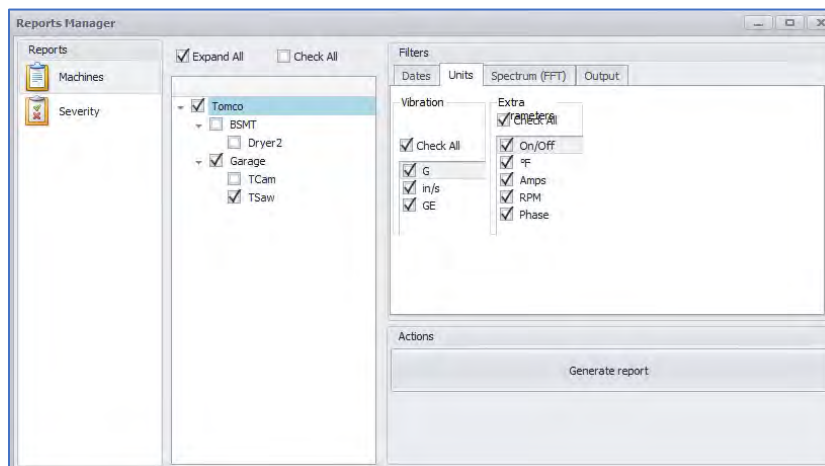 Reports Manager
Reports
Machines
Severity
Expand All
Check All
Tomco
BSMT
Dryer2
Garage
TCam
TSaw
Filters
Dates
Units
Spectrum (FFT)
Output
Vibration
Check All
G
in/s
GE
Extra
Parameters
Check All
On/Off
°F
Amps
RPM
Phase
Actions
Generate report